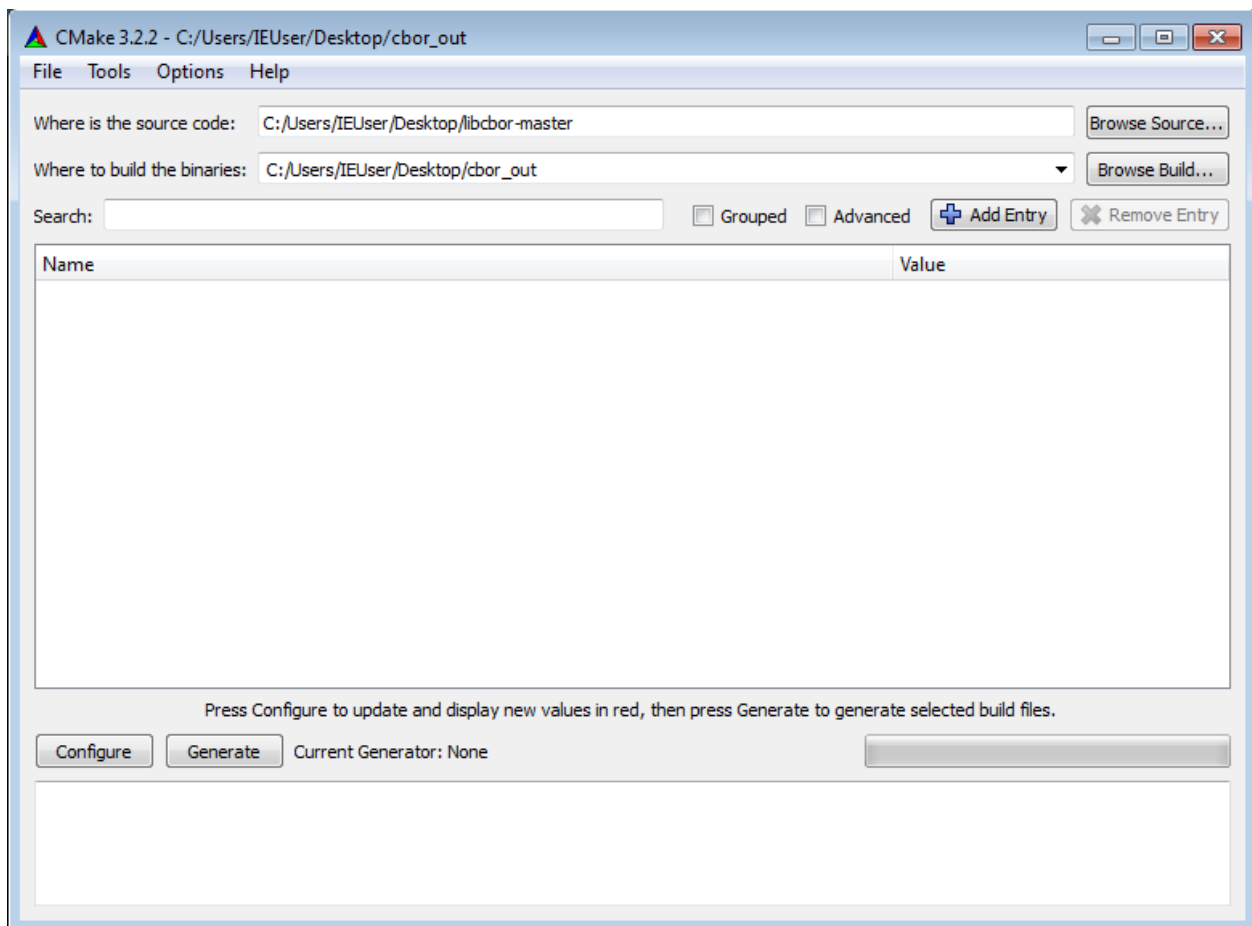 CMake 3.2.2 - C:/Users/IEUser/Desktop/cbor_out
File Tools Options Help
Where is the source code: C:/Users/IEUser/Desktop/libcbor-master Browse Source...
Where to build the binaries: C:/Users/IEUser/Desktop/cbor_out Browse Build...
Search: Grouped Advanced Add Entry Remove Entry
Name Value
Press Configure to update and display new values in red, then press Generate to generate selected build files.
Configure Generate Current Generator: None